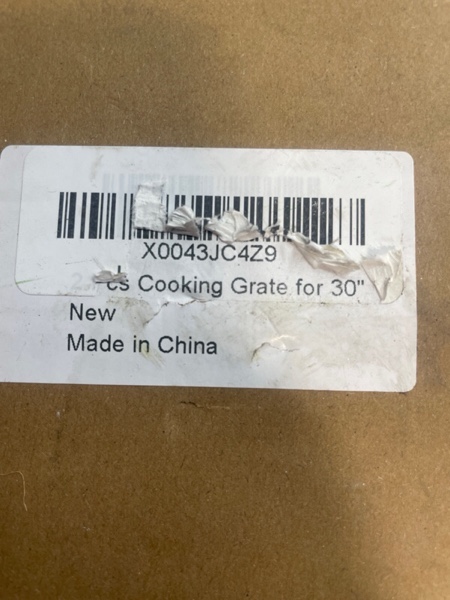 X0043JC4Z9
Cooking Grate for 30"
New
Made in China